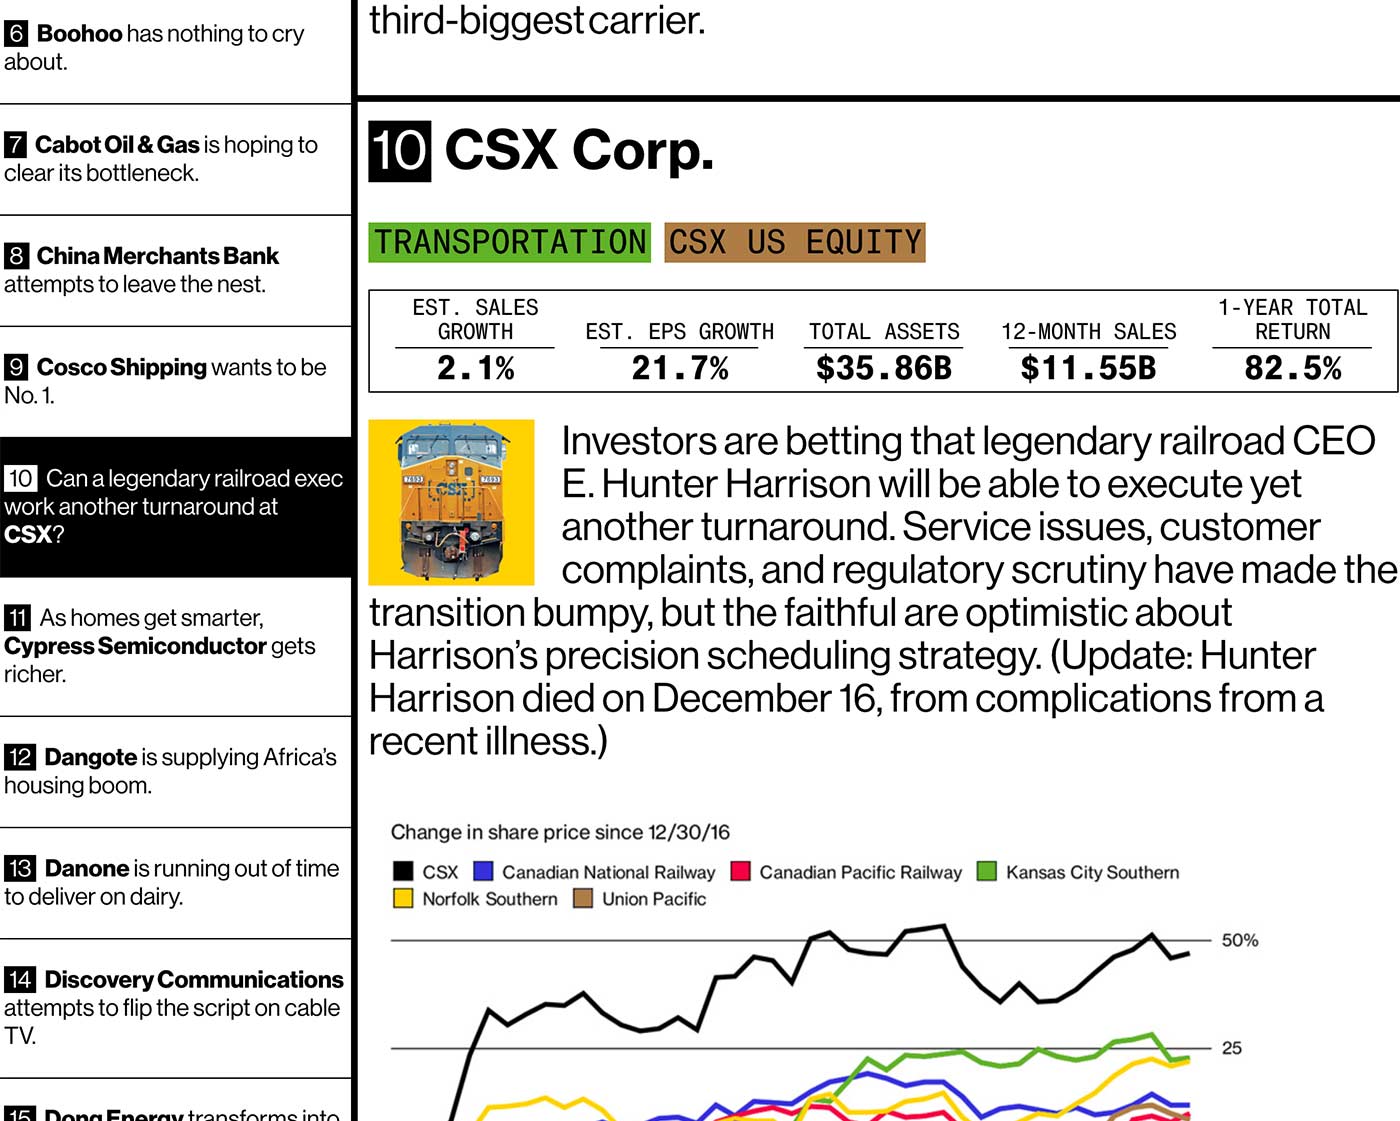 6 Boohoo has nothing to cry
about.
7 Cabot Oil & Gas is hoping to
clear its bottleneck.
8 China Merchants Bank
attempts to leave the nest.
9 Cosco Shipping wants to be
No. 1.
10 Can a legendary railroad exec
work another turnaround at
CSX?
11 As homes get smarter,
Cypress Semiconductor gets
richer.
12 Dangote is supplying Africa's
housing boom.
13 Danone is running out of time
to deliver on dairy.
14 Discovery Communications
attempts to flip the script on cable
TV.
15 Dong Energy transforms into
third-biggest carrier.
10 CSX Corp.
TRANSPORTATION CSX US EQUITY
EST. SALES
GROWTH
2.1%
EST. EPS GROWTH
21.7%
TOTAL ASSETS
$35.86B
12-MONTH SALES
$11.55B
1-YEAR TOTAL
RETURN
82.5%
7693 7693
CSX
Investors are betting that legendary railroad CEO
E. Hunter Harrison will be able to execute yet
another turnaround. Service issues, customer
complaints, and regulatory scrutiny have made the
transition bumpy, but the faithful are optimistic about
Harrison's precision scheduling strategy. (Update: Hunter
Harrison died on December 16, from complications from a
recent illness.)
Change in share price since 12/30/16
CSX Canadian National Railway Canadian Pacific Railway Kansas City Southern
Norfolk Southern Union Pacific
50%
25